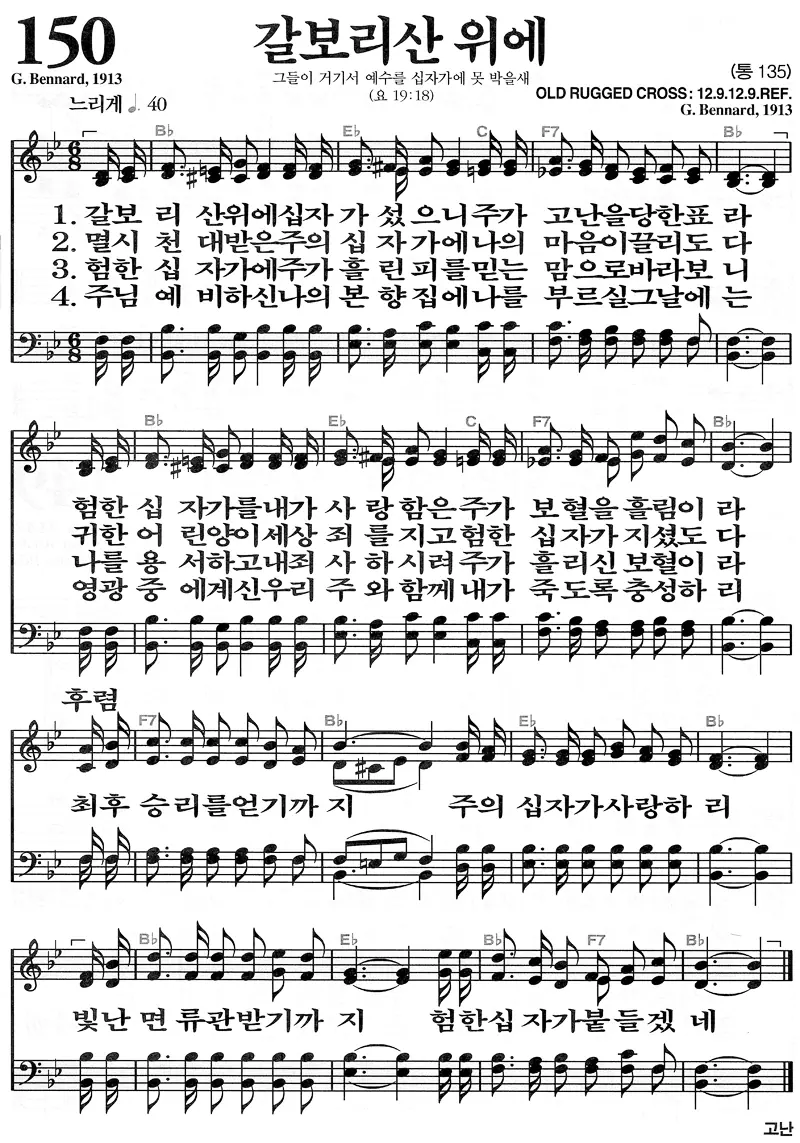 150
갈보리산 위에
G. Bennard, 1913
그들이 거기서 예수를 십자가에 못 박을새
(통 135)
느리게 ♩. 40
(요 19:18)
OLD RUGGED CROSS: 12.9.12.9.REF.
G. Bennard, 1913
B♭ E♭ C F7 B♭
6 8
1. 갈보 리 산위에십자 가 섰 으니주가 고난을당한표 라
2. 멸시 천 대받은주의 십 자 가에나의 마음이끌리도 다
3. 험한 십 자가에주가 흘 린 피를믿는 맘으로바라보 니
4. 주님 예 비하신나의 본 향 집에나를 부르실그날에 는
6 8
B♭ E♭ C F7 B♭
험한 십 자가를내가 사 랑 함은주가 보혈을흘림이 라
귀한 어 린양이세상 죄 를 지고험한 십자가지셨도 다
나를 용 서하고내죄 사 하 시려주가 흘리신보혈이 라
영광 중 에계신우리 주 와 함께내가 죽도록충성하 리
후렴
F7 B♭ E♭ B♭
최후 승리를얻기까 지 주의 십자가사랑하 리
B♭ E♭ B♭ F7 B♭
빛난 면 류관받기까 지 험한십 자가붙들겠 네
고난